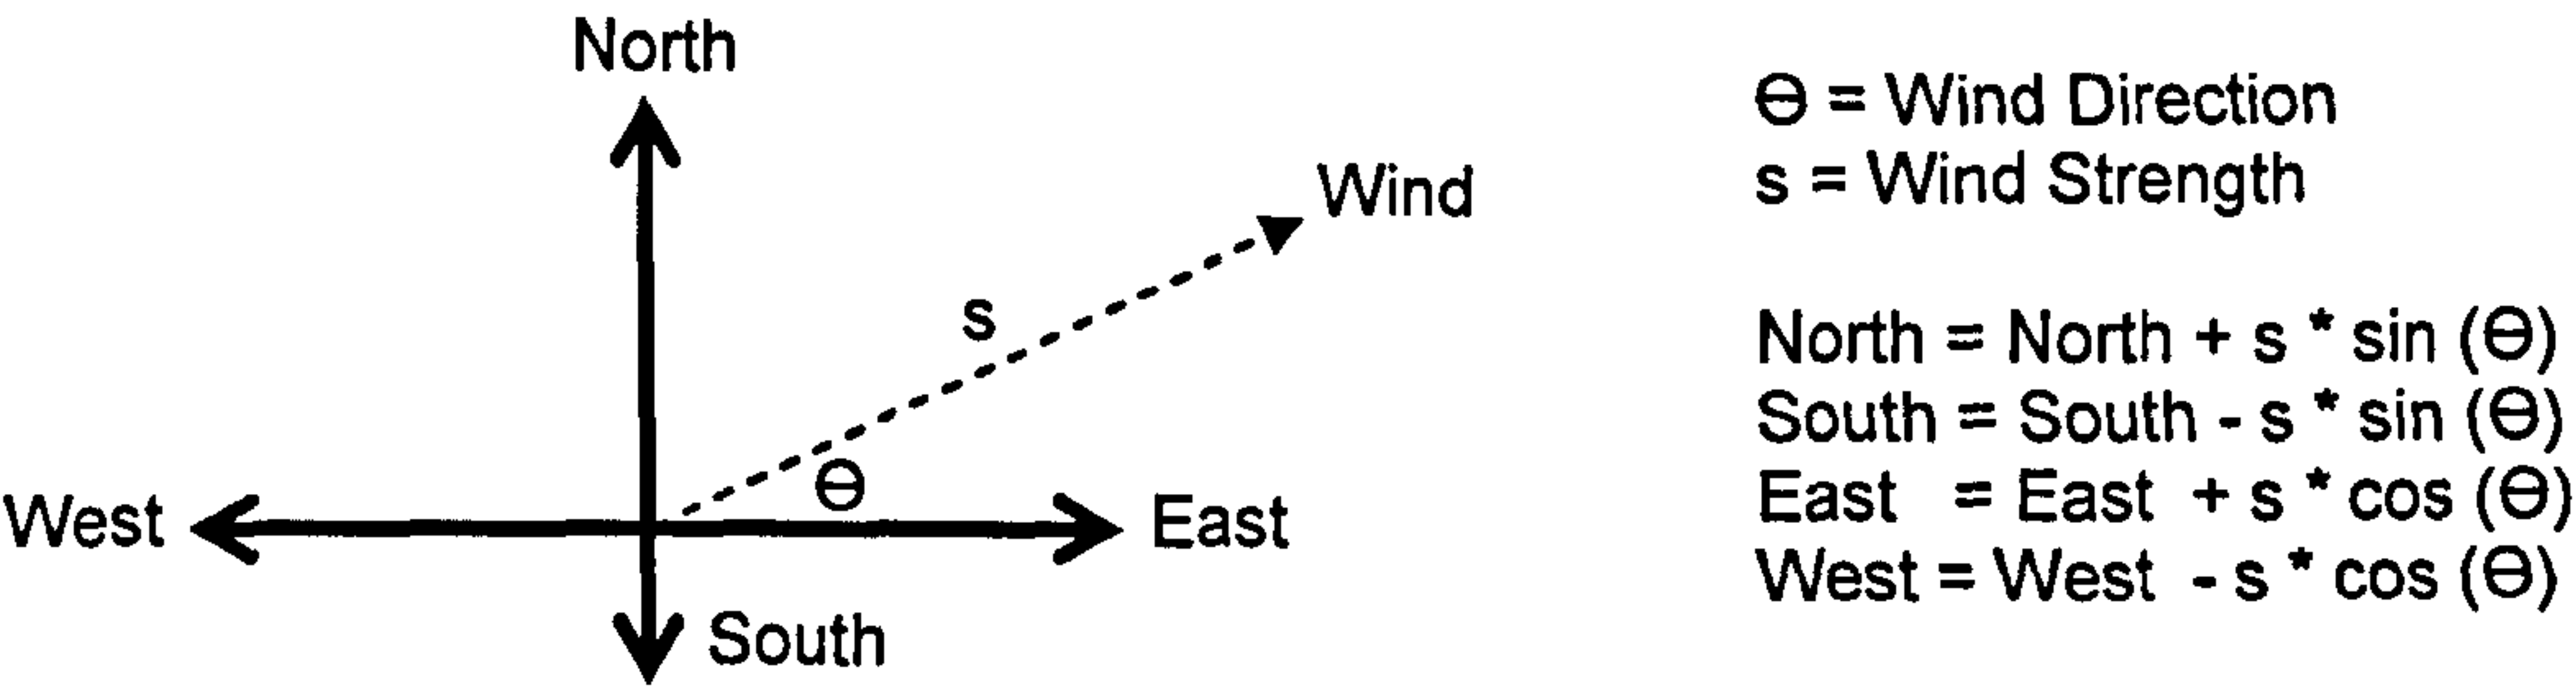 North
Wind
s
Ɵ
West
East
South
Ɵ = Wind Direction
s = Wind Strength
North = North + s * sin (Ɵ)
South = South - s * sin (Ɵ)
East = East + s * cos (Ɵ)
West = West - s * cos (Ɵ)